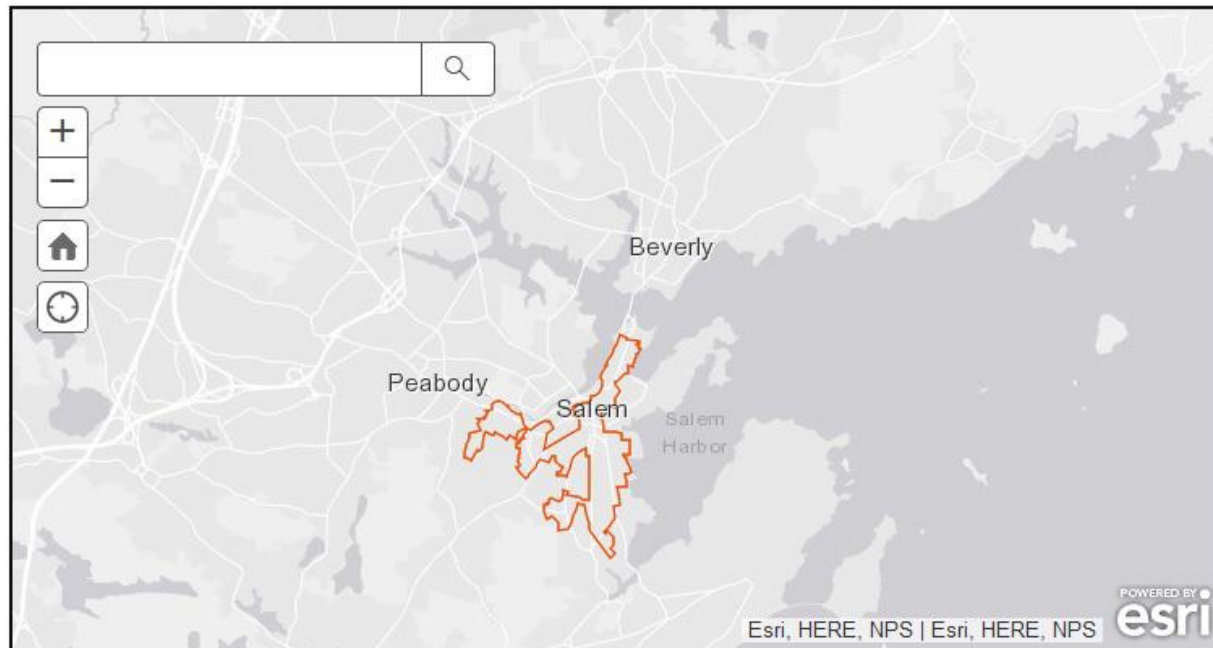 +
−
Beverly
Peabody
Salem
Salem
Harbor
POWERED BY
esri
Esri, HERE, NPS | Esri, HERE, NPS